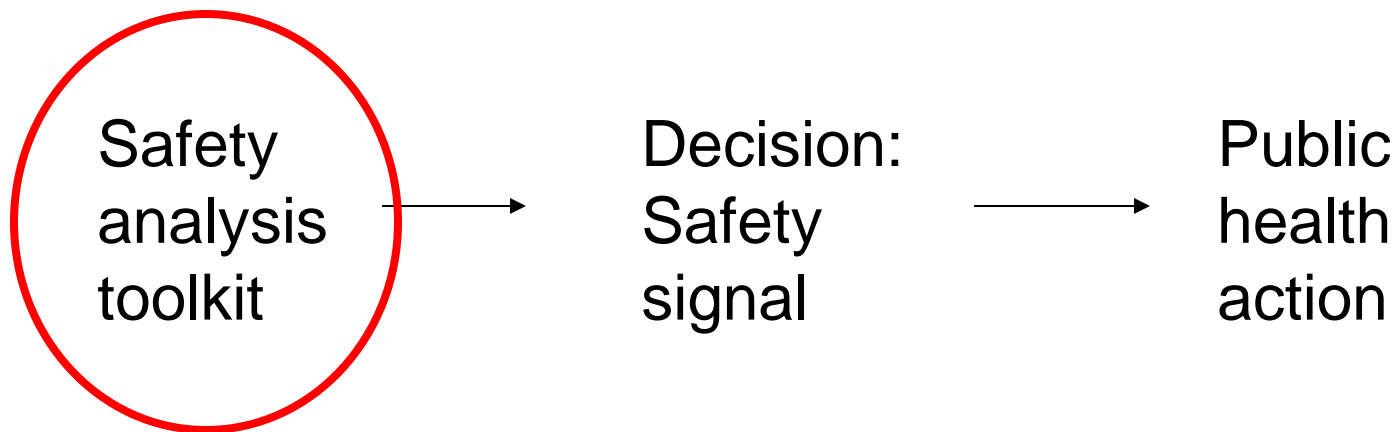 Safety
analysis
toolkit
Decision:
Safety
signal
Public
health
action